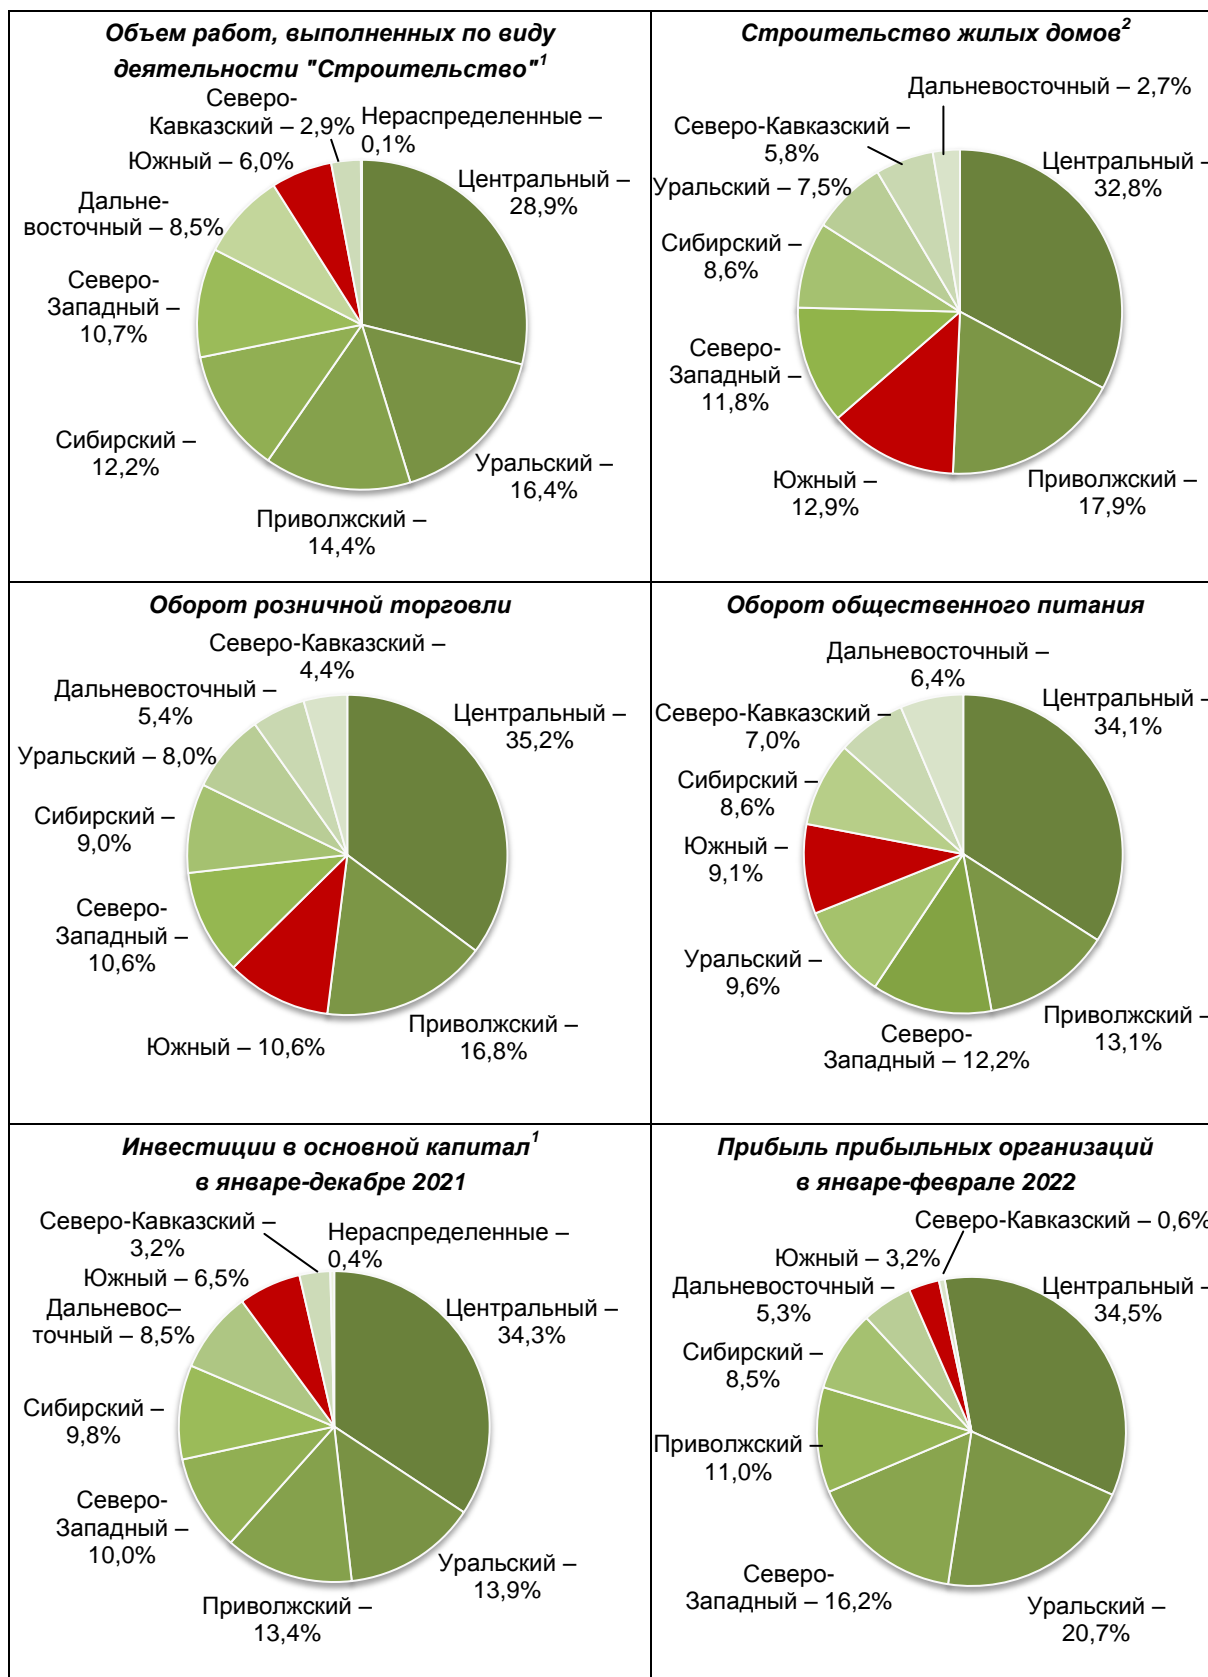 Объем работ, выполненных по виду
деятельности "Строительство"1
Северо-
Кавказский – 2,9%
Нераспределенные –
0,1%
Южный – 6,0%
Центральный –
28,9%
Дальне-
восточный – 8,5%
Северо-
Западный –
10,7%
Сибирский –
12,2%
Уральский –
16,4%
Приволжский –
14,4%
Строительство жилых домов2
Дальневосточный – 2,7%
Северо-Кавказский –
5,8%
Центральный –
32,8%
Уральский – 7,5%
Сибирский –
8,6%
Северо-
Западный –
11,8%
Южный –
12,9%
Приволжский –
17,9%
Оборот розничной торговли
Северо-Кавказский –
4,4%
Дальневосточный –
5,4%
Центральный –
35,2%
Уральский – 8,0%
Сибирский –
9,0%
Северо-
Западный –
10,6%
Южный – 10,6%
Приволжский –
16,8%
Оборот общественного питания
Дальневосточный –
6,4%
Центральный –
34,1%
Северо-Кавказский –
7,0%
Сибирский –
8,6%
Южный –
9,1%
Уральский –
9,6%
Северо-
Западный – 12,2%
Приволжский –
13,1%
Инвестиции в основной капитал1
в январе-декабре 2021
Северо-Кавказский –
3,2%
Нераспределенные –
0,4%
Южный – 6,5%
Центральный –
34,3%
Дальневос–
точный – 8,5%
Сибирский –
9,8%
Северо-
Западный –
10,0%
Уральский –
13,9%
Приволжский –
13,4%
Прибыль прибыльных организаций
в январе-феврале 2022
Северо-Кавказский – 0,6%
Южный – 3,2%
Дальневосточный –
5,3%
Центральный –
34,5%
Сибирский –
8,5%
Приволжский –
11,0%
Северо-
Западный – 16,2%
Уральский –
20,7%